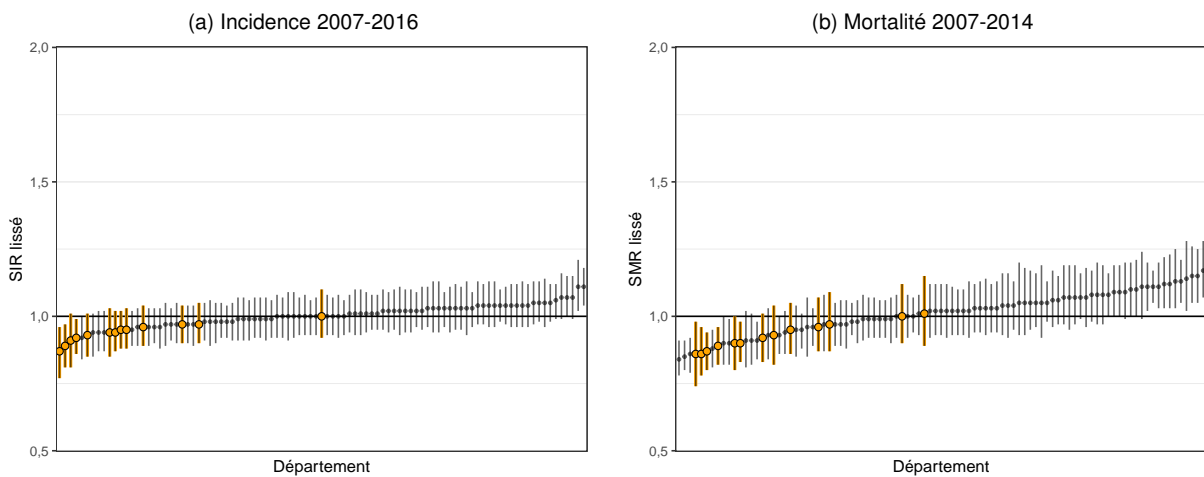 (a) Incidence 2007-2016
2,0
1,5
1,0
0,5
SIR lissé
Département
(b) Mortalité 2007-2014
2,0
1,5
1,0
0,5
SMR lissé
Département